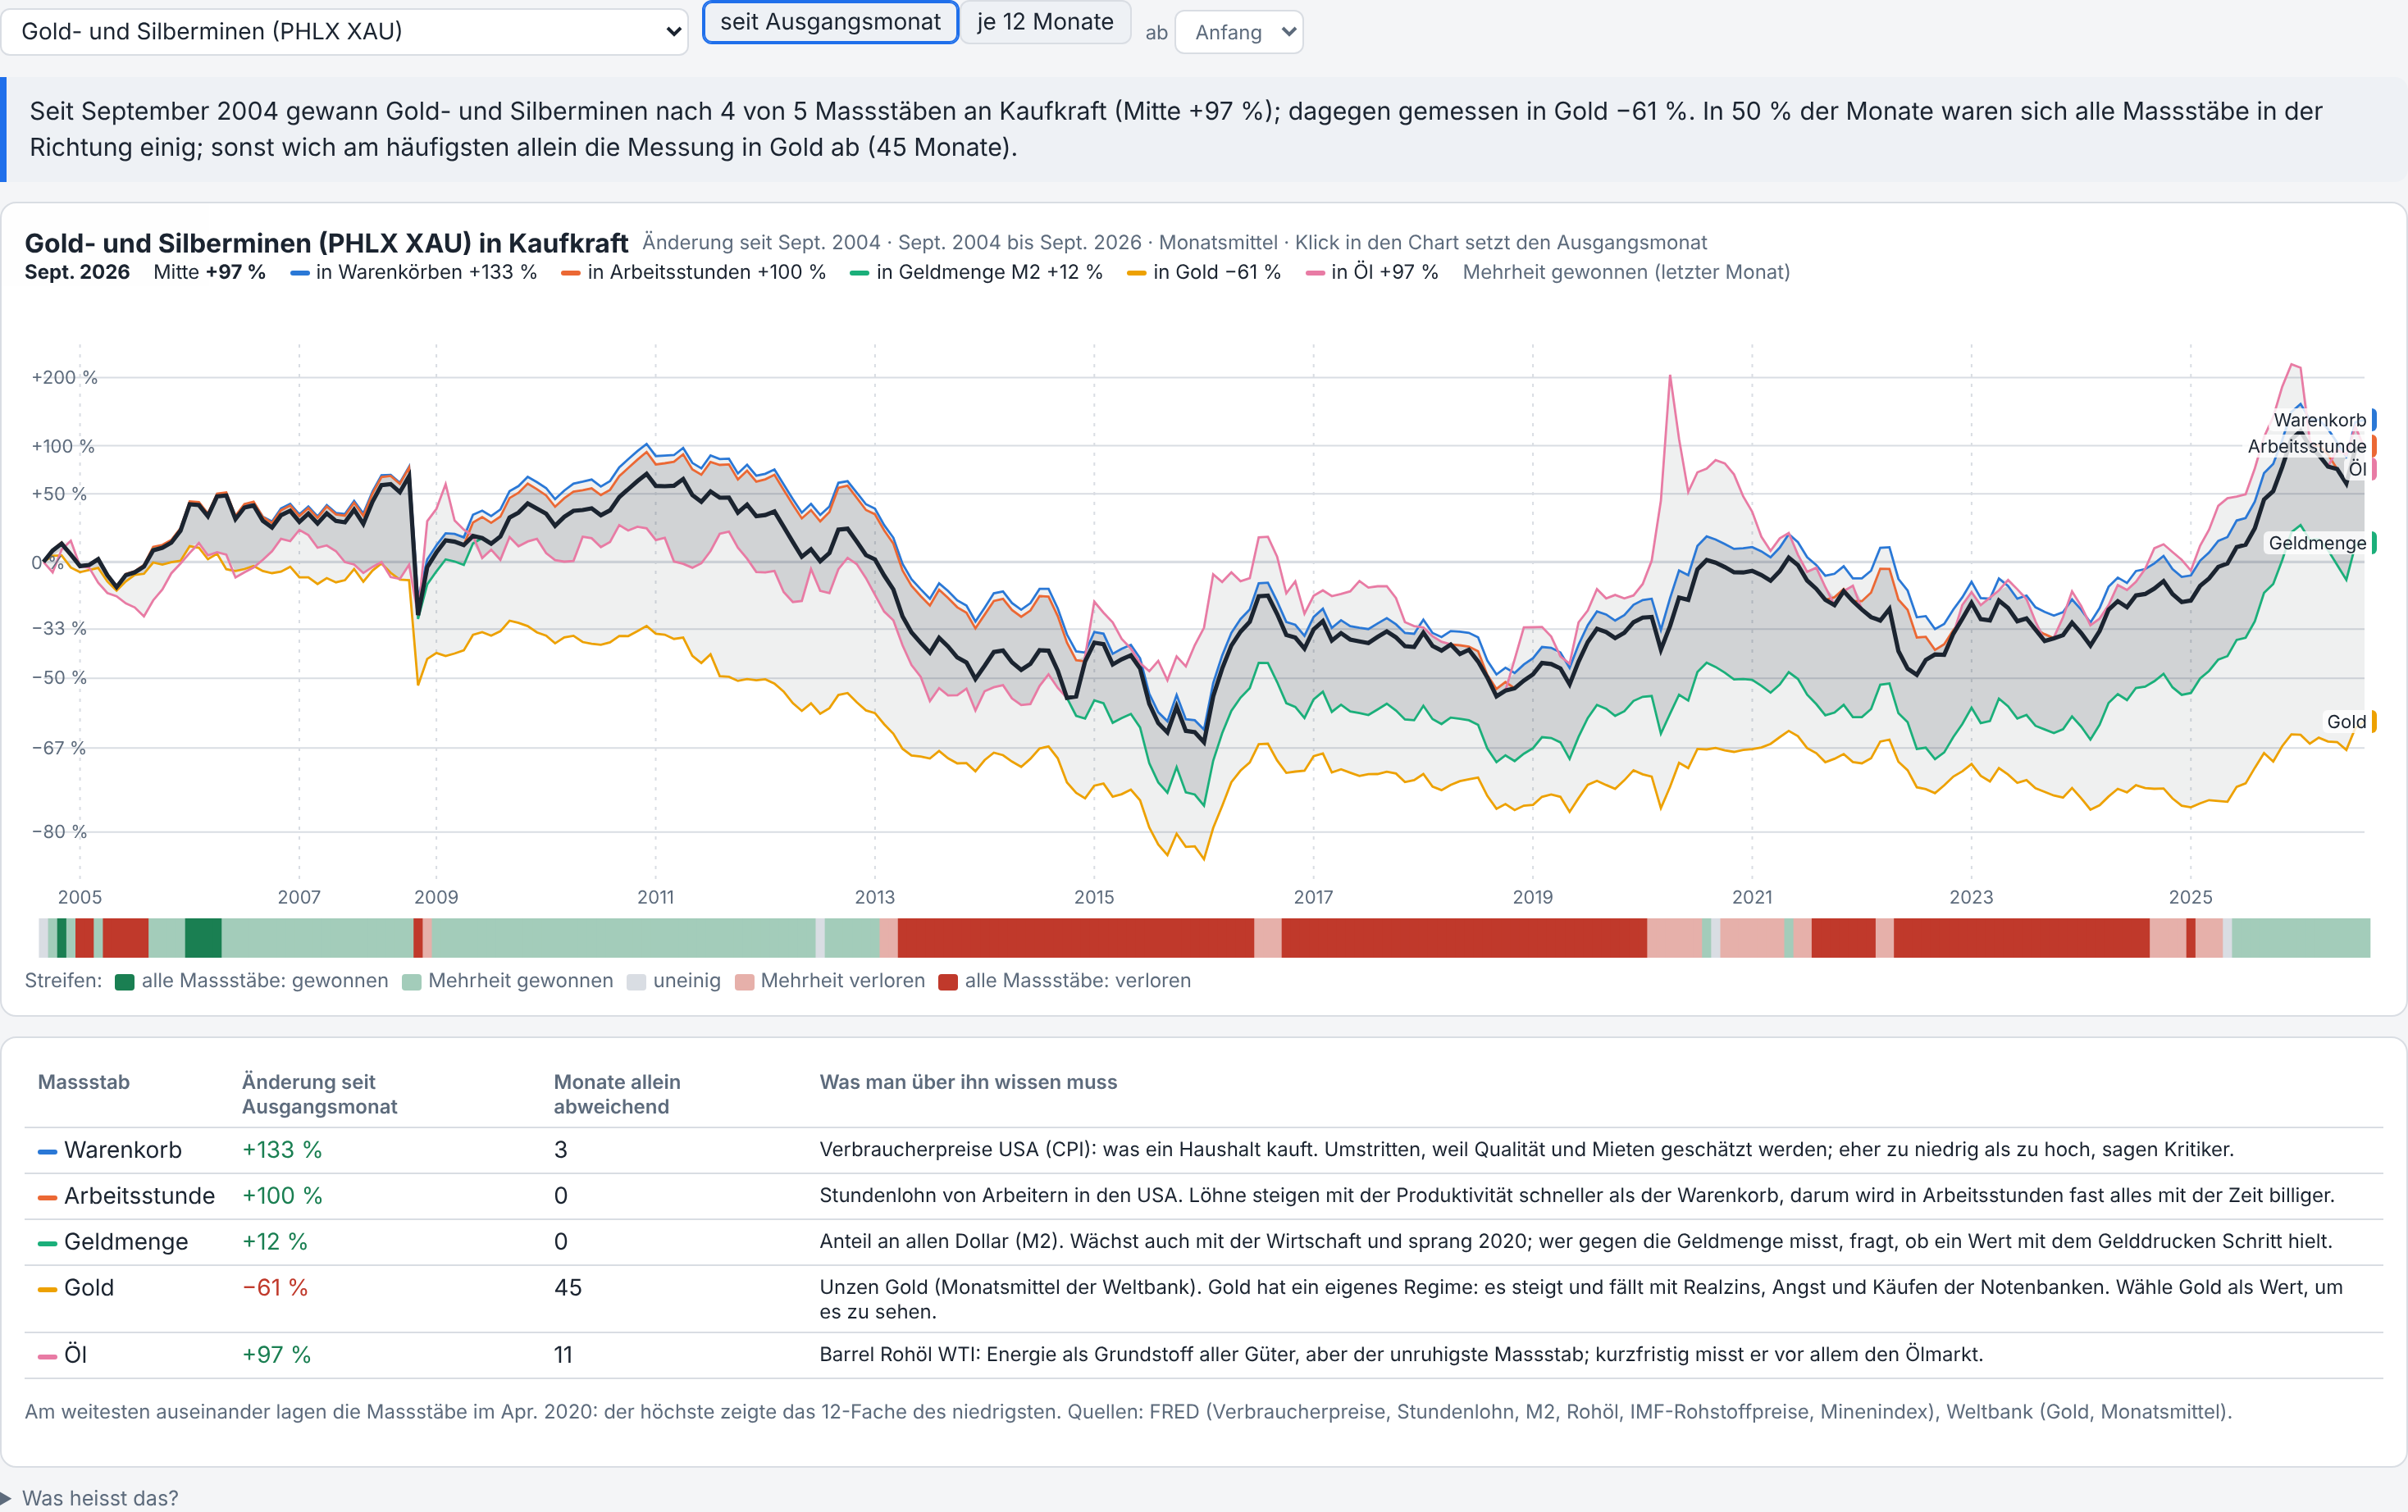 Gold- und Silberminen (PHLX XAU)
seit Ausgangsmonat
je 12 Monate
ab
Anfang
Seit September 2004 gewann Gold- und Silberminen nach 4 von 5 Massstäben an Kaufkraft (Mitte +97 %); dagegen gemessen in Gold −61 %. In 50 % der Monate waren sich alle Massstäbe in der
Richtung einig; sonst wich am häufigsten allein die Messung in Gold ab (45 Monate).
Gold- und Silberminen (PHLX XAU) in Kaufkraft Änderung seit Sept. 2004 · Sept. 2004 bis Sept. 2026 · Monatsmittel · Klick in den Chart setzt den Ausgangsmonat
Sept. 2026 Mitte +97 % in Warenkörben +133 % in Arbeitsstunden +100 % in Geldmenge M2 +12 % in Gold −61 % in Öl +97 % Mehrheit gewonnen (letzter Monat)
+200 %
+100 %
+50 %
0 %
−33 %
−50 %
−67 %
−80 %
Warenkorb
Arbeitsstunde
Öl
Geldmenge
Gold
2005 2007 2009 2011 2013 2015 2017 2019 2021 2023 2025
Streifen: alle Massstäbe: gewonnen Mehrheit gewonnen uneinig Mehrheit verloren alle Massstäbe: verloren
Massstab
Änderung seit
Ausgangsmonat
Monate allein
abweichend
Was man über ihn wissen muss
Warenkorb +133 % 3 Verbraucherpreise USA (CPI): was ein Haushalt kauft. Umstritten, weil Qualität und Mieten geschätzt werden; eher zu niedrig als zu hoch, sagen Kritiker.
Arbeitsstunde +100 % 0 Stundenlohn von Arbeitern in den USA. Löhne steigen mit der Produktivität schneller als der Warenkorb, darum wird in Arbeitsstunden fast alles mit der Zeit billiger.
Geldmenge +12 % 0 Anteil an allen Dollar (M2). Wächst auch mit der Wirtschaft und sprang 2020; wer gegen die Geldmenge misst, fragt, ob ein Wert mit dem Gelddrucken Schritt hielt.
Gold −61 % 45 Unzen Gold (Monatsmittel der Weltbank). Gold hat ein eigenes Regime: es steigt und fällt mit Realzins, Angst und Käufen der Notenbanken. Wähle Gold als Wert, um
es zu sehen.
Öl +97 % 11 Barrel Rohöl WTI: Energie als Grundstoff aller Güter, aber der unruhigste Massstab; kurzfristig misst er vor allem den Ölmarkt.
Am weitesten auseinander lagen die Massstäbe im Apr. 2020: der höchste zeigte das 12-Fache des niedrigsten. Quellen: FRED (Verbraucherpreise, Stundenlohn, M2, Rohöl, IMF-Rohstoffpreise, Minenindex), Weltbank (Gold, Monatsmittel).
Was heisst das?